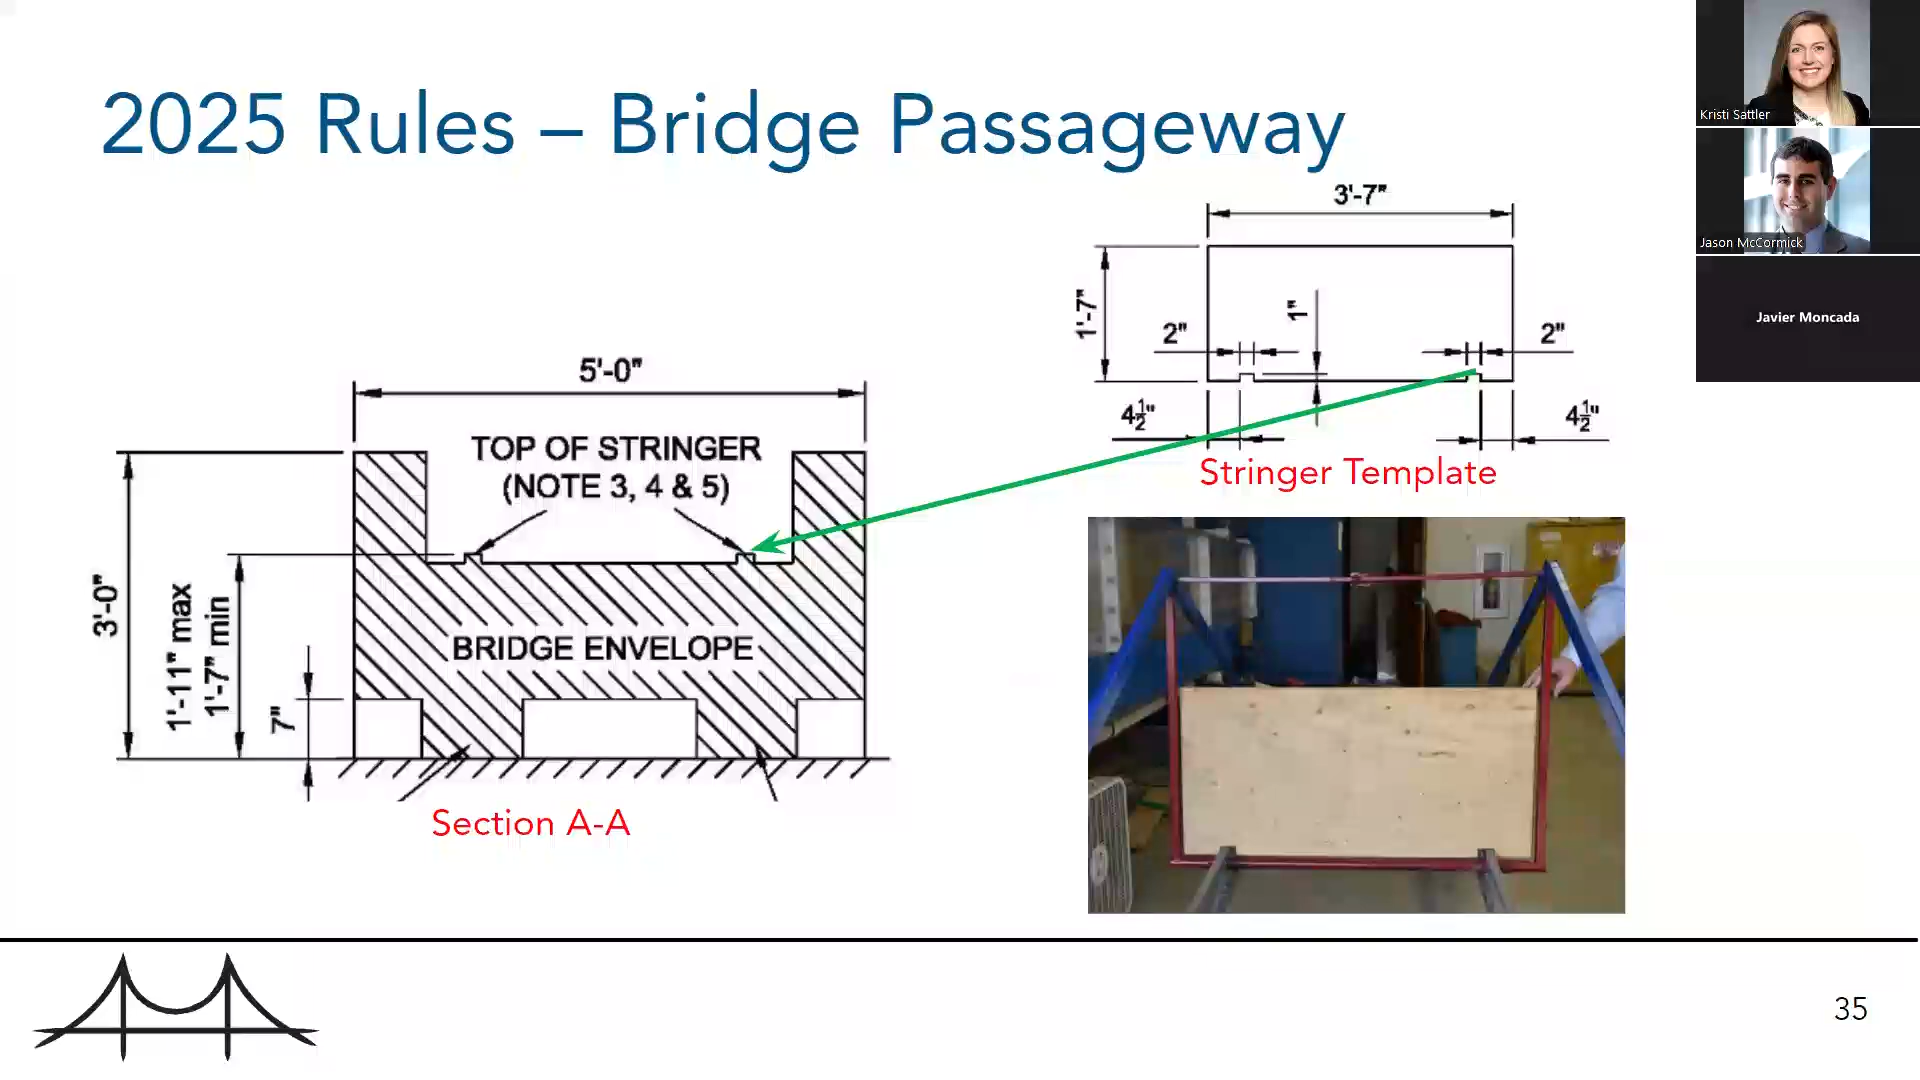 2025 Rules – Bridge Passageway
Kristi Sattler
Jason McCormick
Javier Moncada
3'-7"
1'-7"
2"
1"
2"
4½"
4½"
Stringer Template
5'-0"
TOP OF STRINGER
(NOTE 3, 4 & 5)
3'-0"
1'-11" max
1'-7" min
7"
BRIDGE ENVELOPE
Section A-A
35